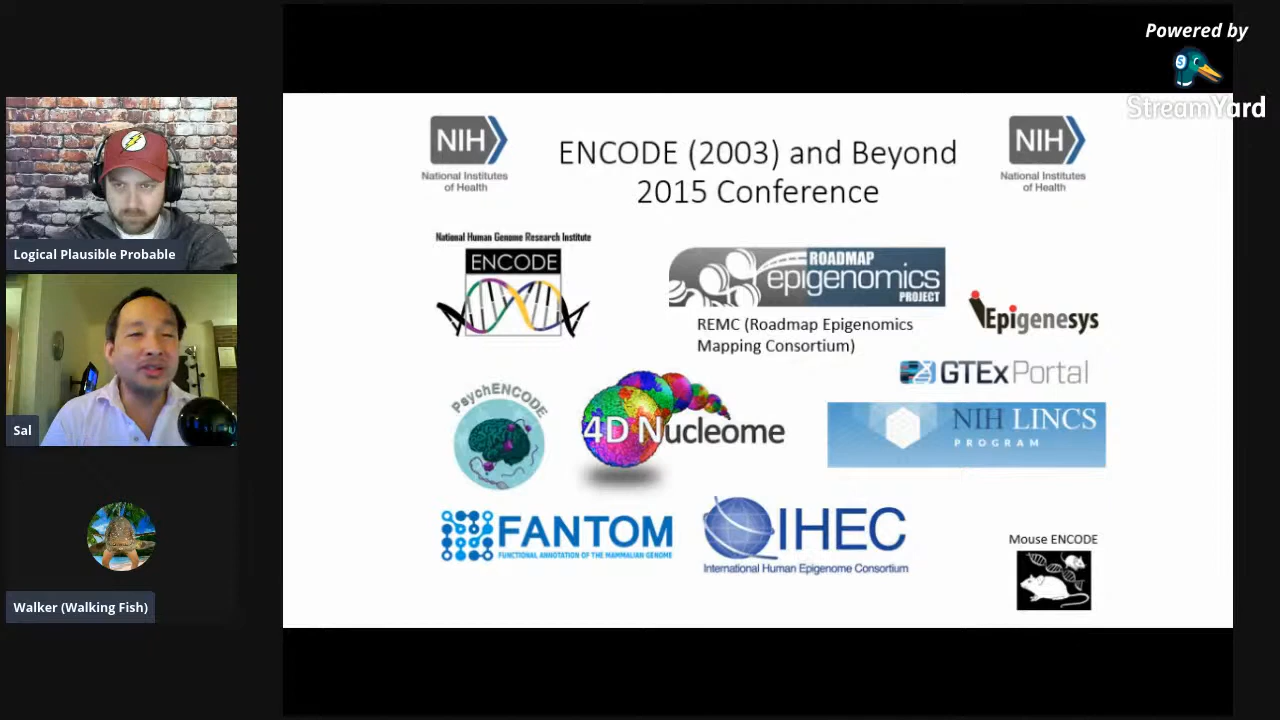 Powered by
StreamYard
Logical Plausible Probable
Sal
Walker (Walking Fish)
NIH
National Institutes
of Health
ENCODE (2003) and Beyond
2015 Conference
NIH
National Institutes
of Health
National Human Genome Research Institute
ENCODE
ROADMAP
epigenomics
PROJECT
REMC (Roadmap Epigenomics
Mapping Consortium)
Epigenesys
GTEx Portal
PsychENCODE
4D Nucleome
NIH LINCS
PROGRAM
FANTOM
FUNCTIONAL ANNOTATION OF THE MAMMALIAN GENOME
IHEC
International Human Epigenome Consortium
Mouse ENCODE